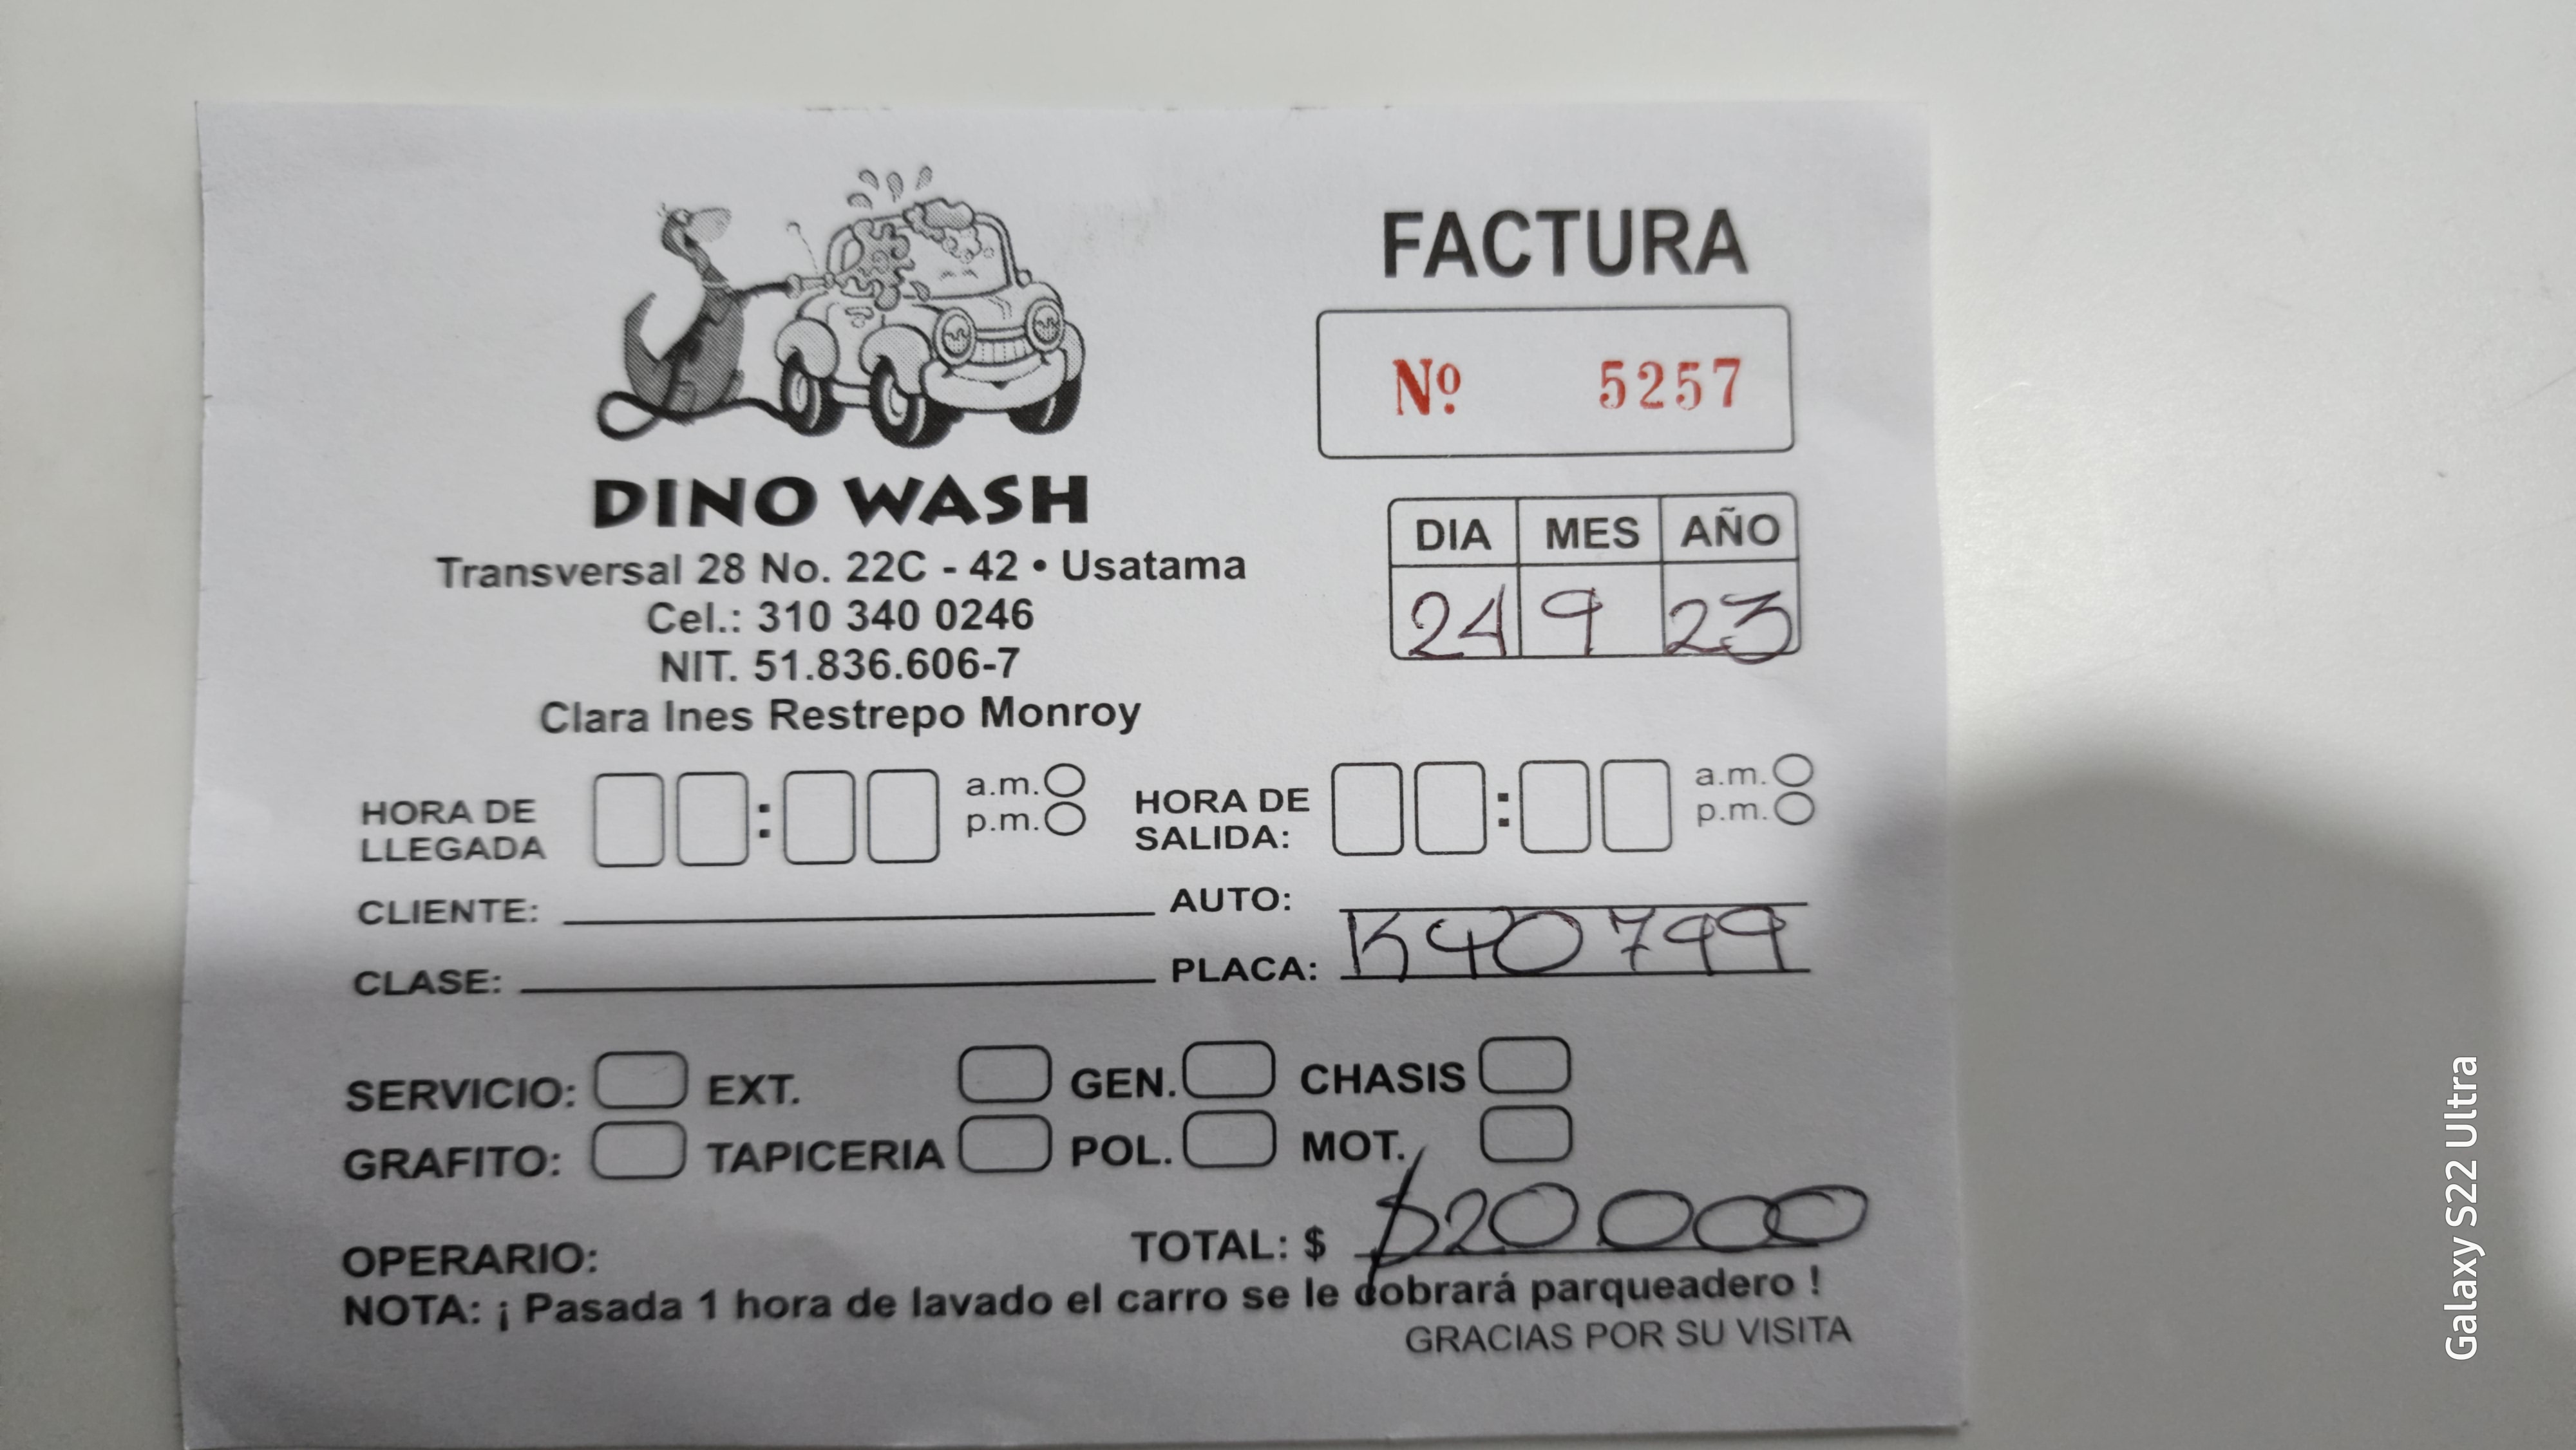 FACTURA
Nº 5257
DINO WASH
Transversal 28 No. 22C - 42 • Usatama
Cel.: 310 340 0246
NIT. 51.836.606-7
Clara Ines Restrepo Monroy
DIA MES AÑO
24 9 23
HORA DE LLEGADA : a.m. p.m. HORA DE SALIDA: : a.m. p.m.
CLIENTE: AUTO:
CLASE: PLACA:
SERVICIO: EXT. GEN. CHASIS
GRAFITO: TAPICERIA POL. MOT.
OPERARIO: TOTAL: $ $20000
NOTA: ¡ Pasada 1 hora de lavado el carro se le cobrará parqueadero !
GRACIAS POR SU VISITA
Galaxy S22 Ultra